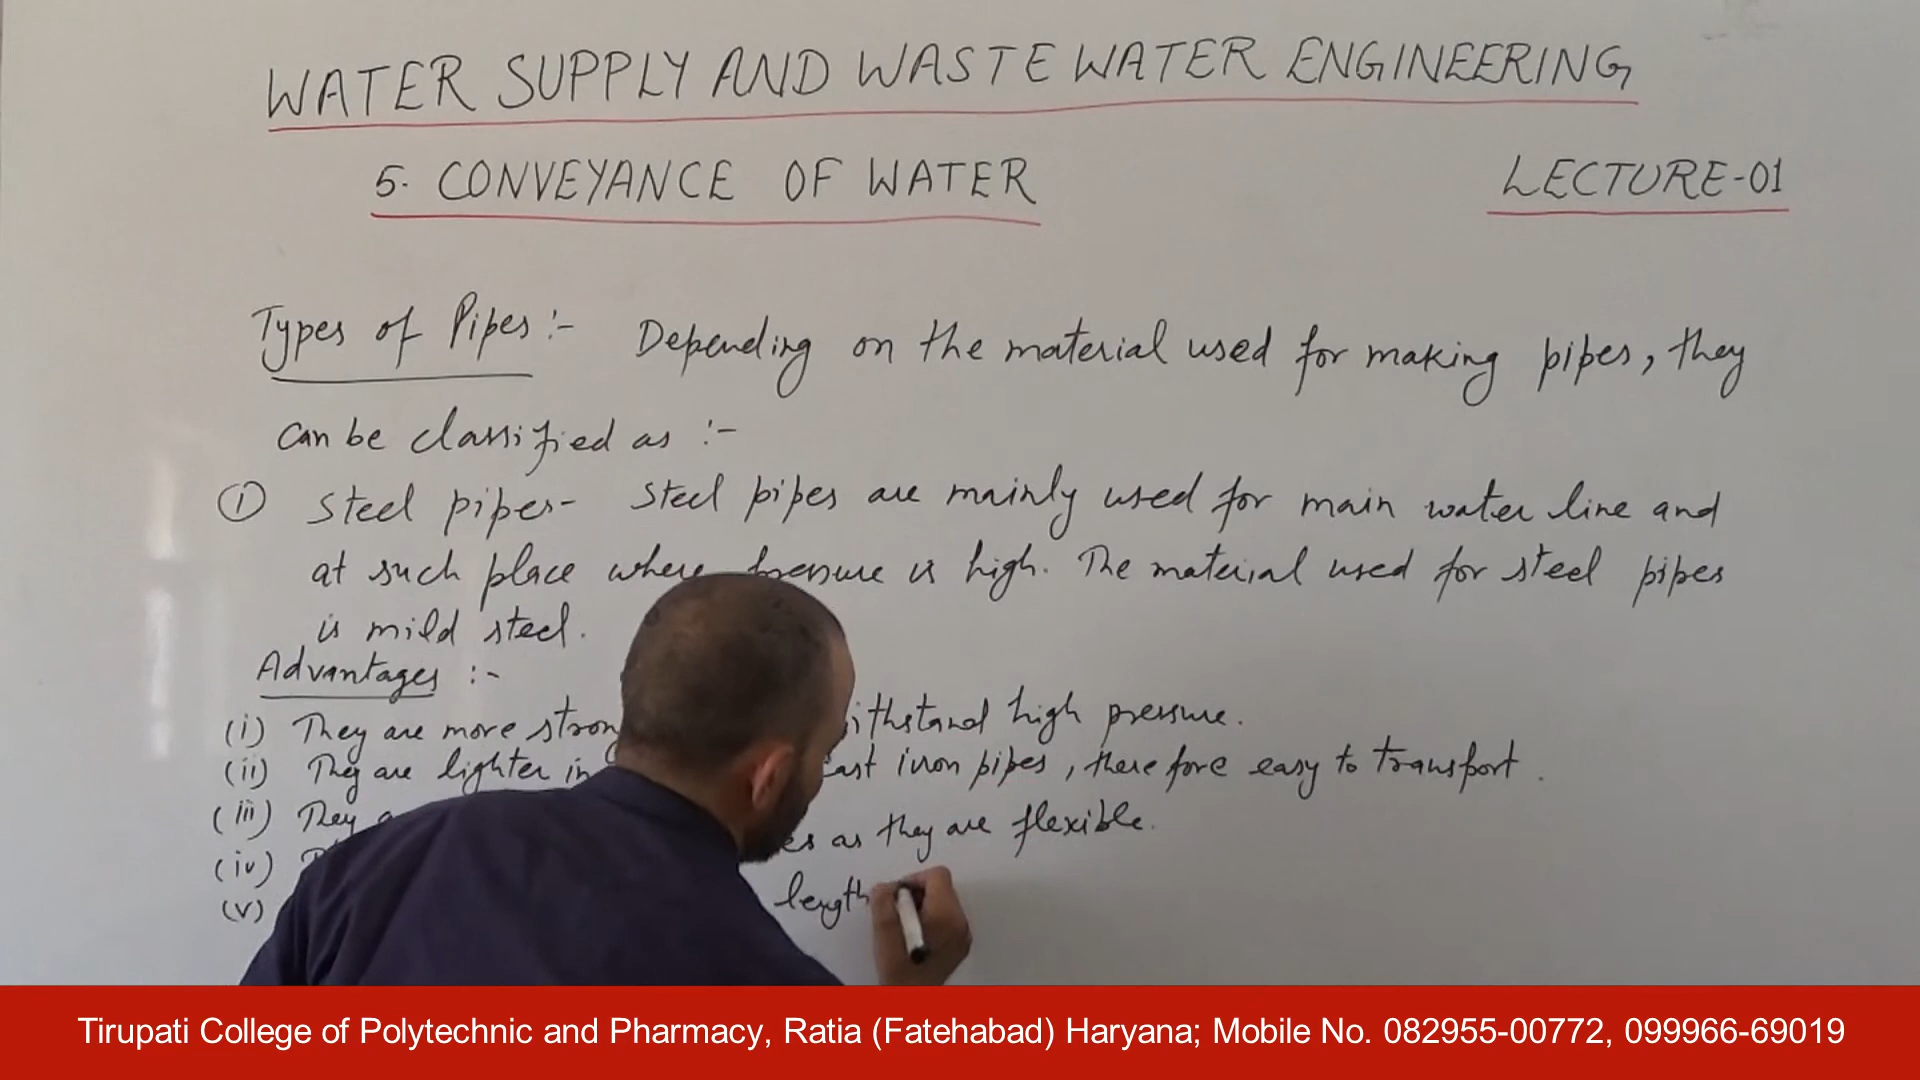 WATER SUPPLY AND WASTE WATER ENGINEERING
5. CONVEYANCE OF WATER
LECTURE-01
Types of Pipes :- Depending on the material used for making pipes, they
can be classified as :-
① Steel pipes- Steel pipes are mainly used for main water line and
at such place where pressure is high. The material used for steel pipes
is mild steel.
Advantages :-
(i) They are more strong withstand high pressure.
(ii) They are lighter in cast iron pipes, therefore easy to transport.
(iii) They as they are flexible.
(iv)
(v) length
Tirupati College of Polytechnic and Pharmacy, Ratia (Fatehabad) Haryana; Mobile No. 082955-00772, 099966-69019